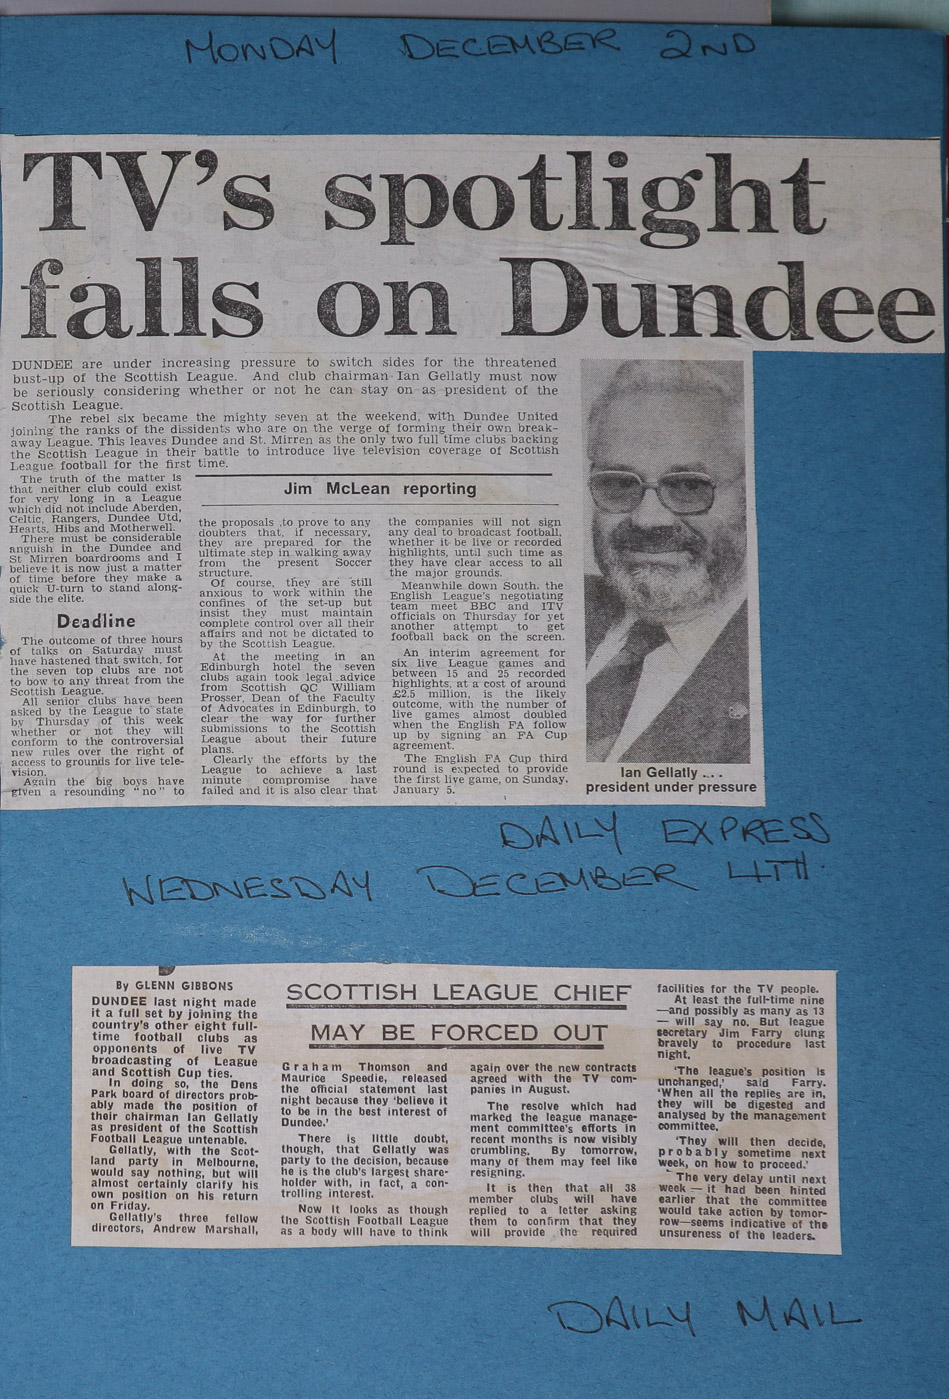 MONDAY DECEMBER 2ND
TV's spotlight
falls on Dundee
DUNDEE are under increasing pressure to switch sides for the threatened
bust-up of the Scottish League. And club chairman Ian Gellatly must now
be seriously considering whether or not he can stay on as president of the
Scottish League.
The rebel six became the mighty seven at the weekend, with Dundee United
joining the ranks of the dissidents who are on the verge of forming their own break-
away League. This leaves Dundee and St. Mirren as the only two full time clubs backing
the Scottish League in their battle to introduce live television coverage of Scottish
League football for the first time.
The truth of the matter is
that neither club could exist
for very long in a League
which did not include Aberden,
Celtic, Rangers, Dundee Utd,
Hearts, Hibs and Motherwell.
There must be considerable
anguish in the Dundee and
St Mirren boardrooms and I
believe it is now just a matter
of time before they make a
quick U-turn to stand along-
side the elite.
Deadline
The outcome of three hours
of talks on Saturday must
have hastened that switch, for
the seven top clubs are not
to bow to any threat from the
Scottish League.
All senior clubs have been
asked by the League to state
by Thursday of this week
whether or not they will
conform to the controversial
new rules over the right of
access to grounds for live tele-
vision.
Again the big boys have
given a resounding "no" to
Jim McLean reporting
the proposals to prove to any
doubters that, if necessary,
they are prepared for the
ultimate step in walking away
from the present Soccer
structure.
Of course, they are still
anxious to work within the
confines of the set-up but
insist they must maintain
complete control over all their
affairs and not be dictated to
by the Scottish League.
At the meeting in an
Edinburgh hotel the seven
clubs again took legal advice
from Scottish QC William
Prosser, Dean of the Faculty
of Advocates in Edinburgh, to
clear the way for further
submissions to the Scottish
League about their future
plans.
Clearly the efforts by the
League to achieve a last
minute compromise have
failed and it is also clear that
the companies will not sign
any deal to broadcast football,
whether it be live or recorded
highlights, until such time as
they have clear access to all
the major grounds.
Meanwhile down South, the
English League's negotiating
team meet BBC and ITV
officials on Thursday for yet
another attempt to get
football back on the screen.
An interim agreement for
six live League games and
between 15 and 25 recorded
highlights, at a cost of around
£2.5 million, is the likely
outcome, with the number of
live games almost doubled
when the English FA follow
up by signing an FA Cup
agreement.
The English FA Cup third
round is expected to provide
the first live game, on Sunday,
January 5.
Ian Gellatly ...
president under pressure
DAILY EXPRESS
WEDNESDAY DECEMBER 4TH.
By GLENN GIBBONS
DUNDEE last night made
it a full set by joining the
country's other eight full-
time football clubs as
opponents of live TV
broadcasting of League
and Scottish Cup ties.
In doing so, the Dens
Park board of directors prob-
ably made the position of
their chairman Ian Gellatly
as president of the Scottish
Football League untenable.
Gellatly, with the Scot-
land party in Melbourne,
would say nothing, but will
almost certainly clarify his
own position on his return
on Friday.
Gellatly's three fellow
directors, Andrew Marshall,
SCOTTISH LEAGUE CHIEF
MAY BE FORCED OUT
Graham Thomson and
Maurice Speedie, released
the official statement last
night because they 'believe it
to be in the best interest of
Dundee.'
There is little doubt,
though, that Gellatly was
party to the decision, because
he is the club's largest share-
holder with, in fact, a con-
trolling interest.
Now it looks as though
the Scottish Football League
as a body will have to think
again over the new contracts
agreed with the TV com-
panies in August.
The resolve which had
marked the league manage-
ment committee's efforts in
recent months is now visibly
crumbling. By tomorrow,
many of them may feel like
resigning.
It is then that all 38
member clubs will have
replied to a letter asking
them to confirm that they
will provide the required
facilities for the TV people.
At least the full-time nine
—and possibly as many as 13
— will say no. But league
secretary Jim Farry clung
bravely to procedure last
night.
'The league's position is
unchanged,' said Farry.
'When all the replies are in,
they will be digested and
analysed by the management
committee.
'They will then decide,
probably sometime next
week, on how to proceed.'
The very delay until next
week — it had been hinted
earlier that the committee
would take action by tomor-
row—seems indicative of the
unsureness of the leaders.
DAILY MAIL